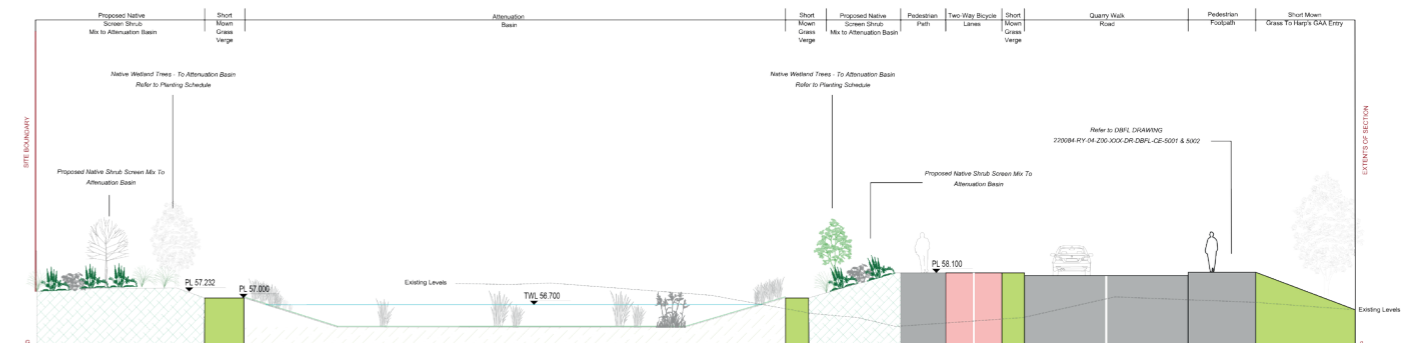 Proposed Native
Screen Shrub
Mix to Attenuation Basin
Short
Mown
Grass
Verge
Attenuation
Basin
Short
Mown
Grass
Verge
Proposed Native
Screen Shrub
Mix to Attenuation Basin
Pedestrian
Path
Two-Way Bicycle
Lanes
Short
Mown
Grass
Verge
Quarry Walk
Road
Pedestrian
Footpath
Short Mown
Grass To Harp's GAA Entry
Native Wetland Trees - To Attenuation Basin
Refer to Planting Schedule
Native Wetland Trees - To Attenuation Basin
Refer to Planting Schedule
SITE BOUNDARY
EXTENTS OF SECTION
Refer to DBFL DRAWING
220084-RY-04-Z00-XXX-DR-DBFL-CE-5001 & 5002
Proposed Native Shrub Screen Mix To
Attenuation Basin
Proposed Native Shrub Screen Mix To
Attenuation Basin
PL 57.232
PL 57.000
Existing Levels
TWL 56.700
PL 58.100
Existing Levels